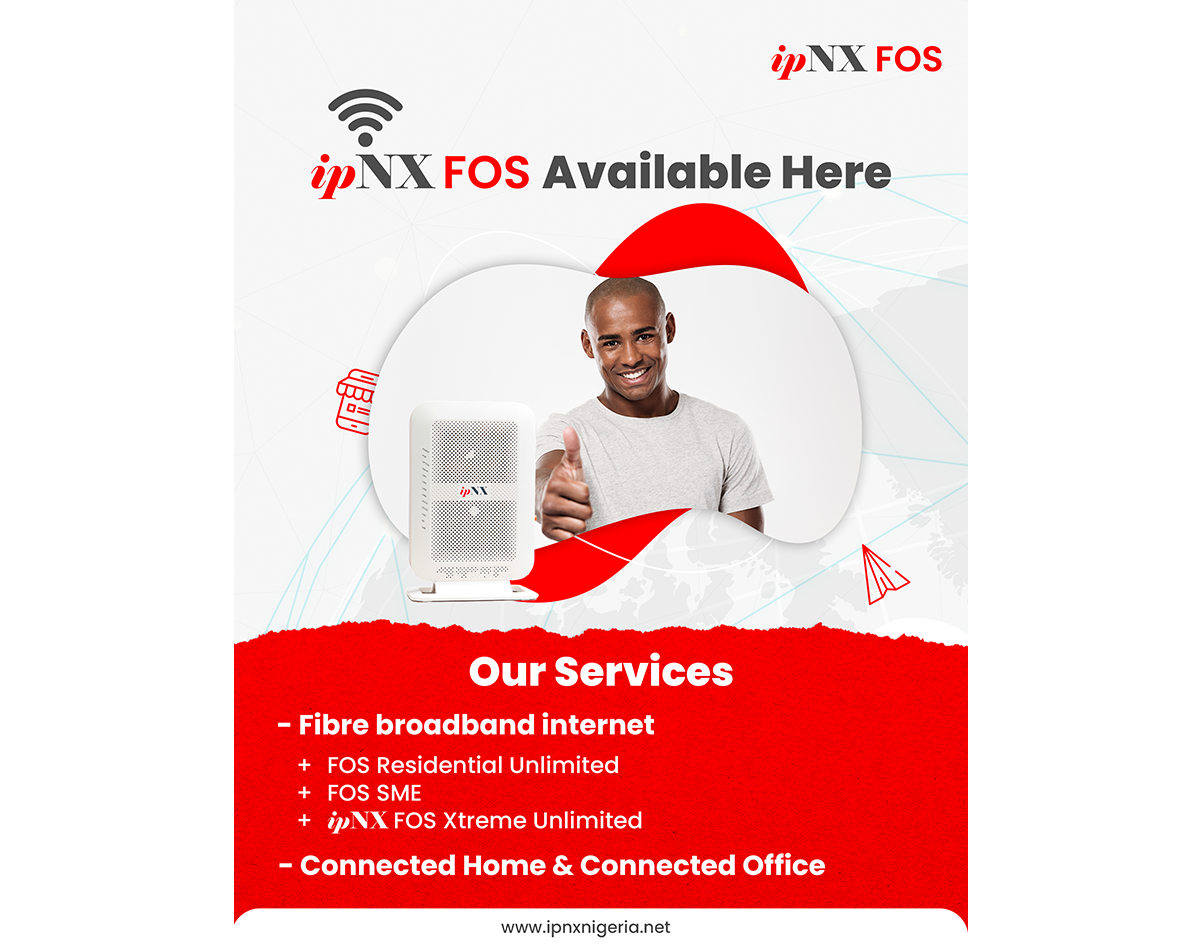 ipNX FOS
ipNX FOS Available Here
ipNX
Our Services
- Fibre broadband internet
+ FOS Residential Unlimited
+ FOS SME
+ ipNX FOS Xtreme Unlimited
- Connected Home & Connected Office
www.ipnxnigeria.net